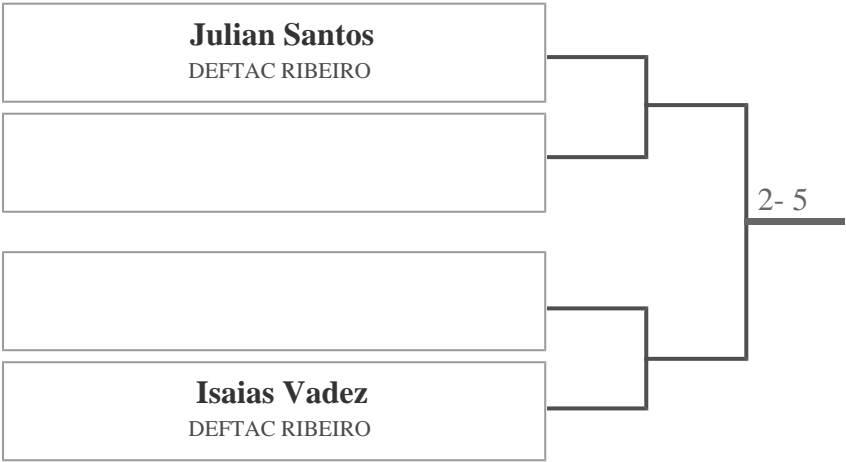 Julian Santos
DEFTAC RIBEIRO
2- 5
Isaias Vadez
DEFTAC RIBEIRO